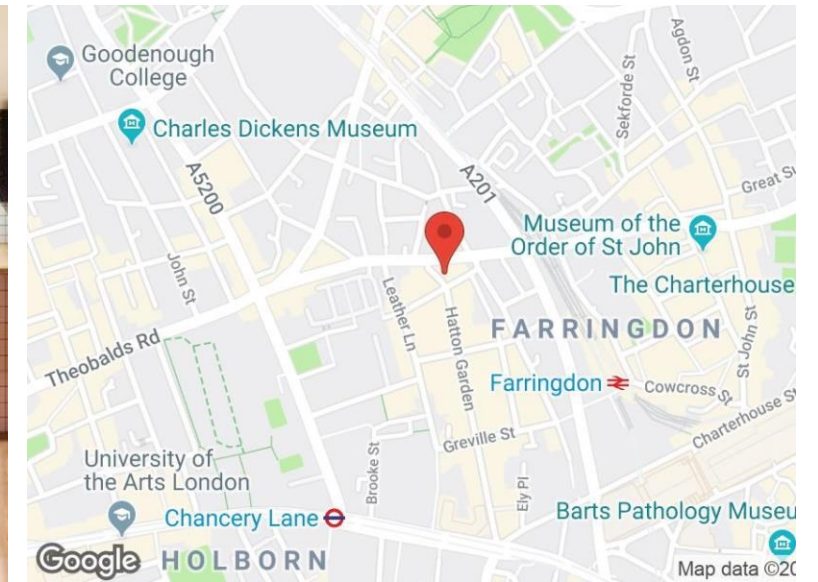 Goodenough
College
Agdon St
Sekforde St
Charles Dickens Museum
A201
A5200
Great Su
Museum of the
Order of St John
John St
The Charterhouse
Leather Ln
Hatton Garden
FARRINGDON
St John St
Theobalds Rd
Farringdon
Cowcross St
Charterhouse St
Greville St
University of
the Arts London
Brooke St
Ely Pl
Barts Pathology Museu
Chancery Lane
Google
HOLBORN
Map data ©20